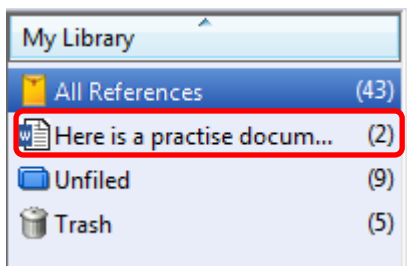 My Library
All References (43)
Here is a practise docum... (2)
Unfiled (9)
Trash (5)